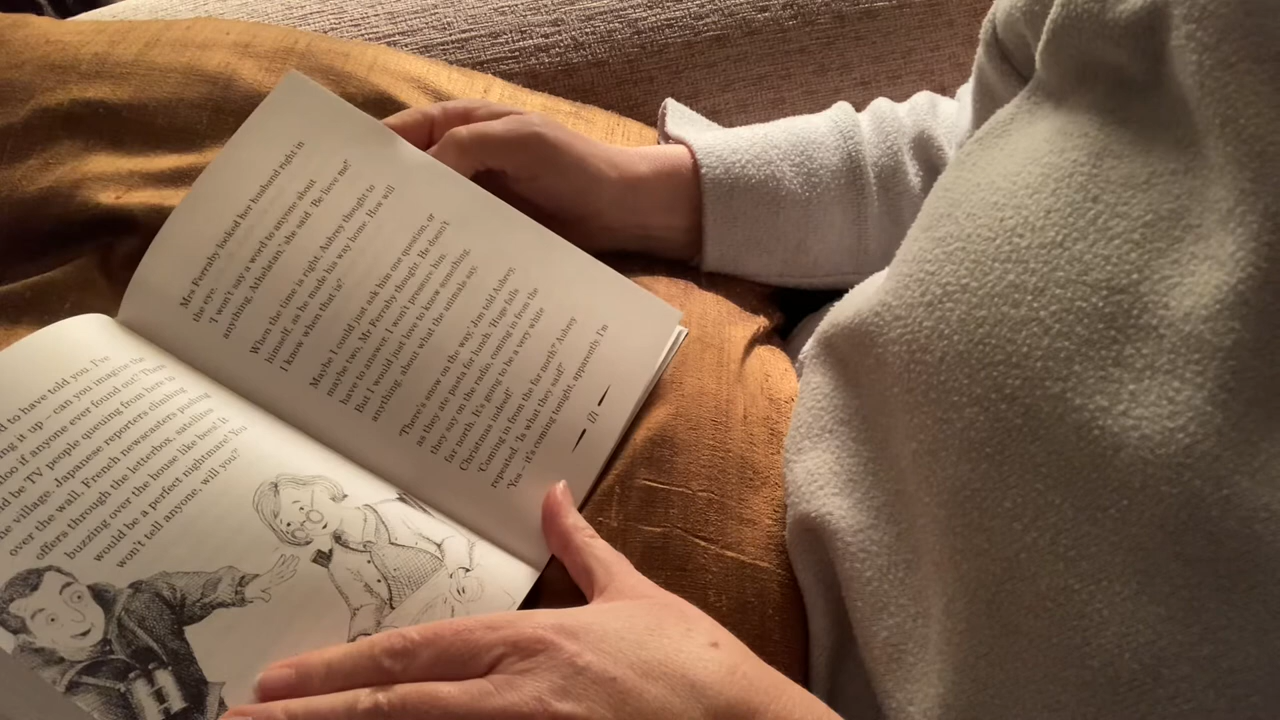 d to have told you. I've
ing it up – can you imagine the
loo if anyone ever found out? There
ld be TV people queuing from here to
he village. Japanese reporters climbing
over the wall, French newscasters pushing
offers through the letterbox, satellites
buzzing over the house like bees! It
would be a perfect nightmare! You
won't tell anyone, will you?'
Mrs Ferraby looked her husband right in
the eye.
'I won't say a word to anyone about
anything, Athelstan,' she said. 'Be lieve me!'
When the time is right, Aubrey thought to
himself, as he made his way home. How will
I know when that is?
Maybe I could just ask him one question, or
maybe two, Mr Ferraby thought. He doesn't
have to answer. I won't pressure him.
But I would just love to know something,
anything, about what the animals say.
'There's snow on the way,' Jim told Aubrey,
as they ate pasta for lunch. 'Huge falls
they say on the radio, coming in from the
far north. It's going to be a very white
Christmas indeed!'
'Coming in from the far north?' Aubrey
repeated. 'Is what they said?'
'Yes – it's coming tonight, apparently. I'm
171